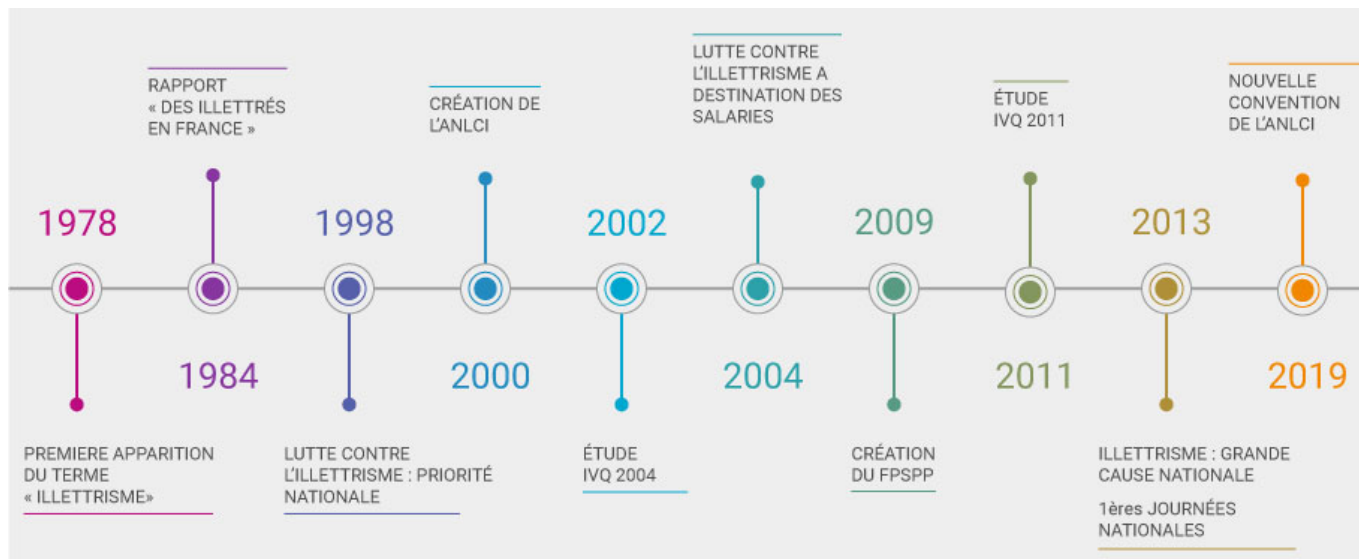 1978
PREMIERE APPARITION
DU TERME
« ILLETTRISME»
RAPPORT
« DES ILLETTRÉS
EN FRANCE »
1984
1998
LUTTE CONTRE
L'ILLETTRISME : PRIORITÉ
NATIONALE
CRÉATION DE
L'ANLCI
2000
2002
ÉTUDE
IVQ 2004
LUTTE CONTRE
L'ILLETTRISME A
DESTINATION DES
SALARIES
2004
2009
CRÉATION
DU FPSPP
ÉTUDE
IVQ 2011
2011
2013
ILLETTRISME : GRANDE
CAUSE NATIONALE
1ères JOURNÉES
NATIONALES
NOUVELLE
CONVENTION
DE L'ANLCI
2019